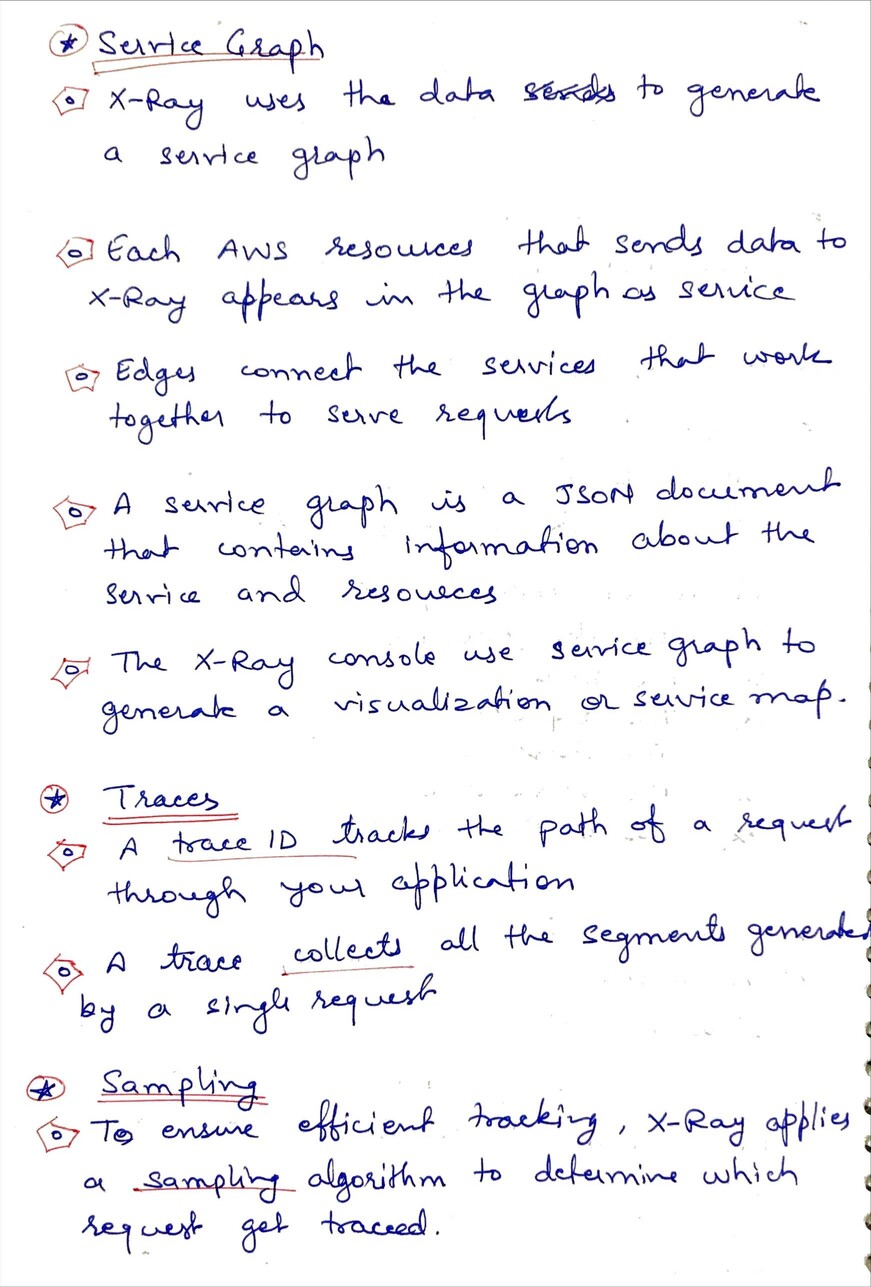 Service Graph
X-Ray uses the data to generate
a service graph
Each AWS resources that sends data to
X-Ray appears in the graph as service
Edges connect the services that work
together to serve requests
A service graph is a JSON document
that contains information about the
service and resources
The X-Ray console use service graph to
generate a visualization or service map.
Traces
A trace ID tracks the path of a request
through your application
A trace collects all the segments generated
by a single request
Sampling
To ensure efficient tracking, X-Ray applies
a sampling algorithm to determine which
request get traceed.